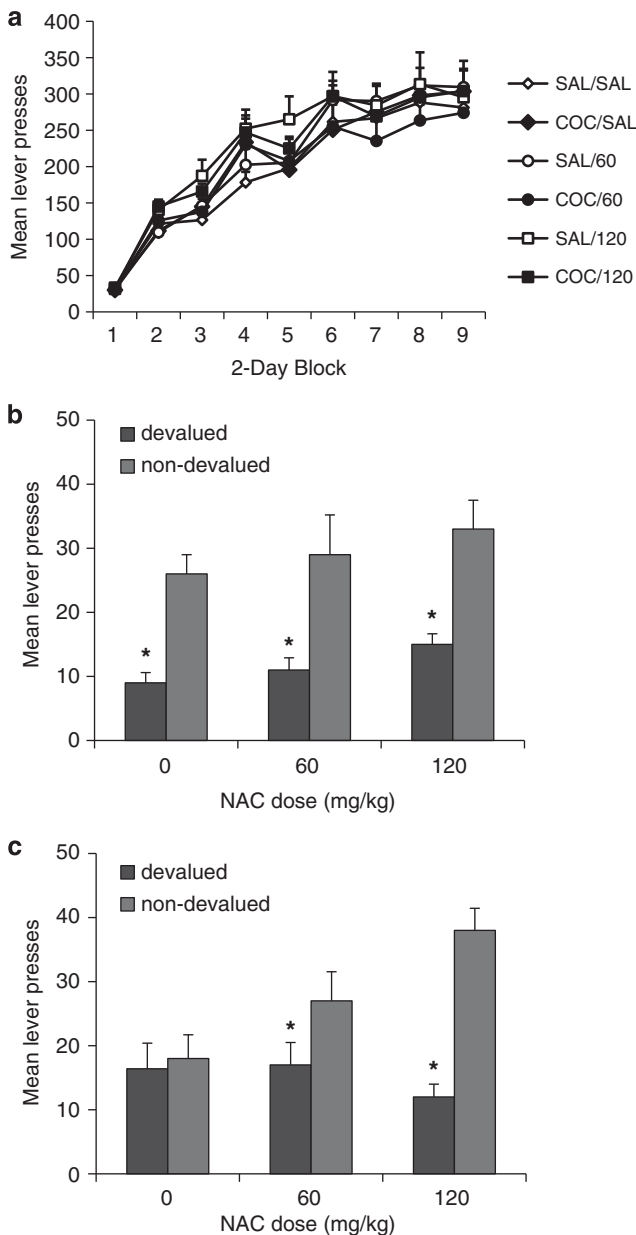 a
400
350
300
250
200
150
100
50
0
Mean lever presses
1 2 3 4 5 6 7 8 9
2-Day Block
SAL/SAL
COC/SAL
SAL/60
COC/60
SAL/120
COC/120
b
50
40
30
20
10
0
Mean lever presses
devalued
non-devalued
* * *
0 60 120
NAC dose (mg/kg)
c
50
40
30
20
10
0
Mean lever presses
devalued
non-devalued
* *
0 60 120
NAC dose (mg/kg)